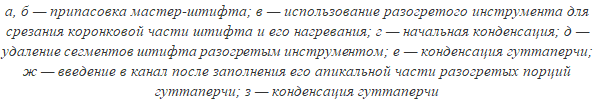 а, б — припасовка мастер-штифта; в — использование разогретого инструмента для
срезания коронковой части штифта и его нагревания; г — начальная конденсация; д —
удаление сегментов штифта разогретым инструментом; е — конденсация гуттаперчи;
ж — введение в канал после заполнения его апикальной части разогретых порций
гуттаперчи; з — конденсация гуттаперчи